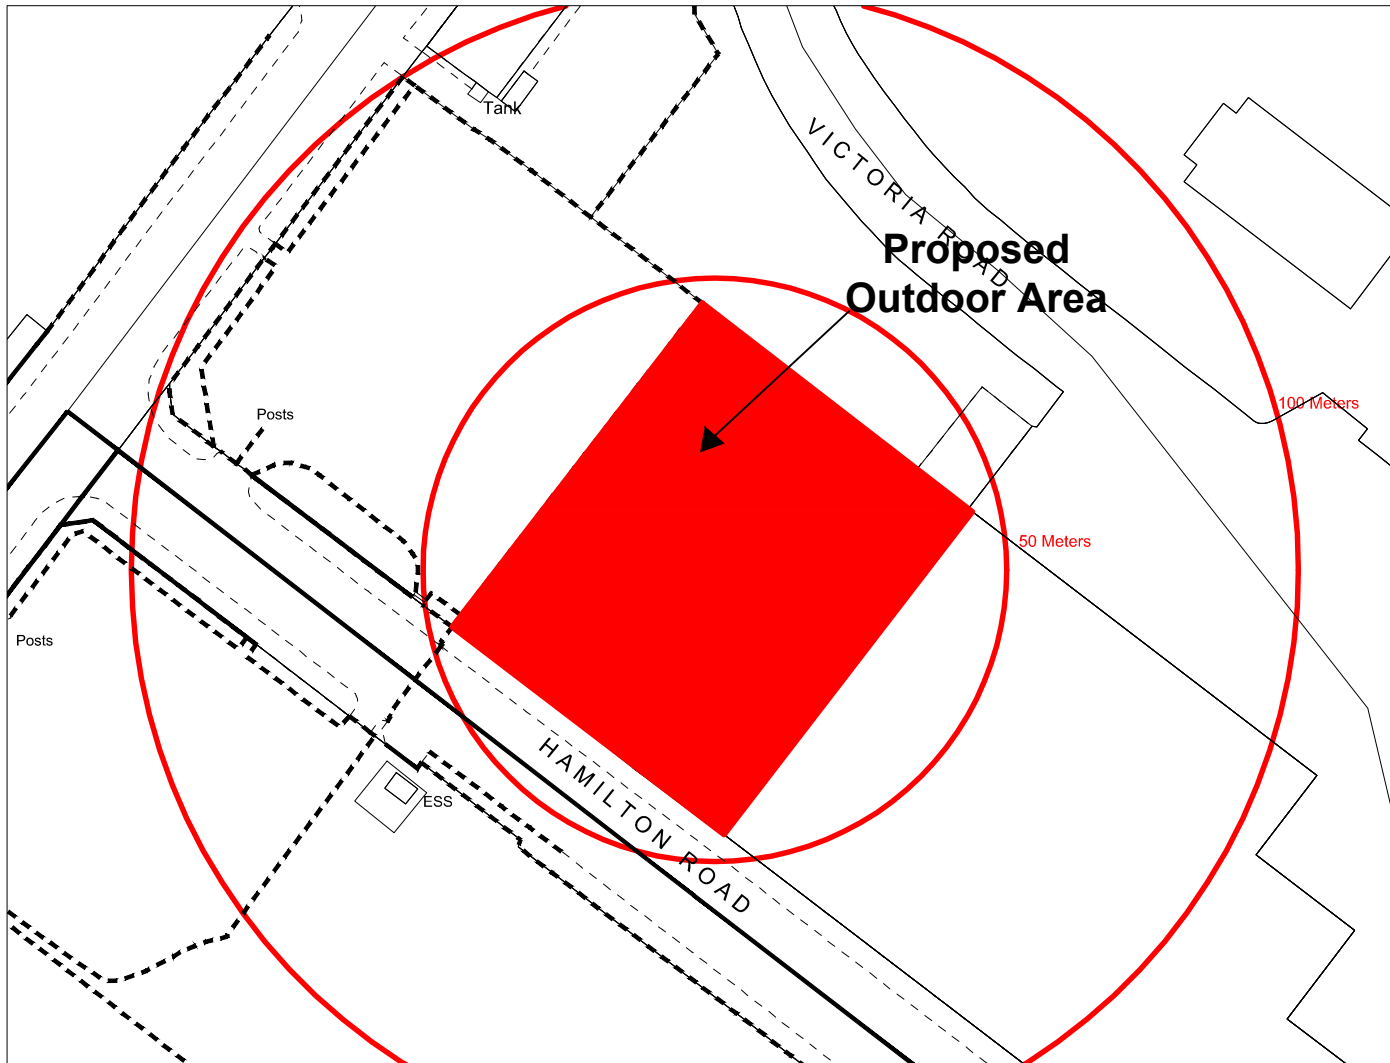 Tank
VICTORIA ROAD
Proposed
Outdoor Area
100 Meters
Posts
50 Meters
Posts
HAMILTON ROAD
ESS